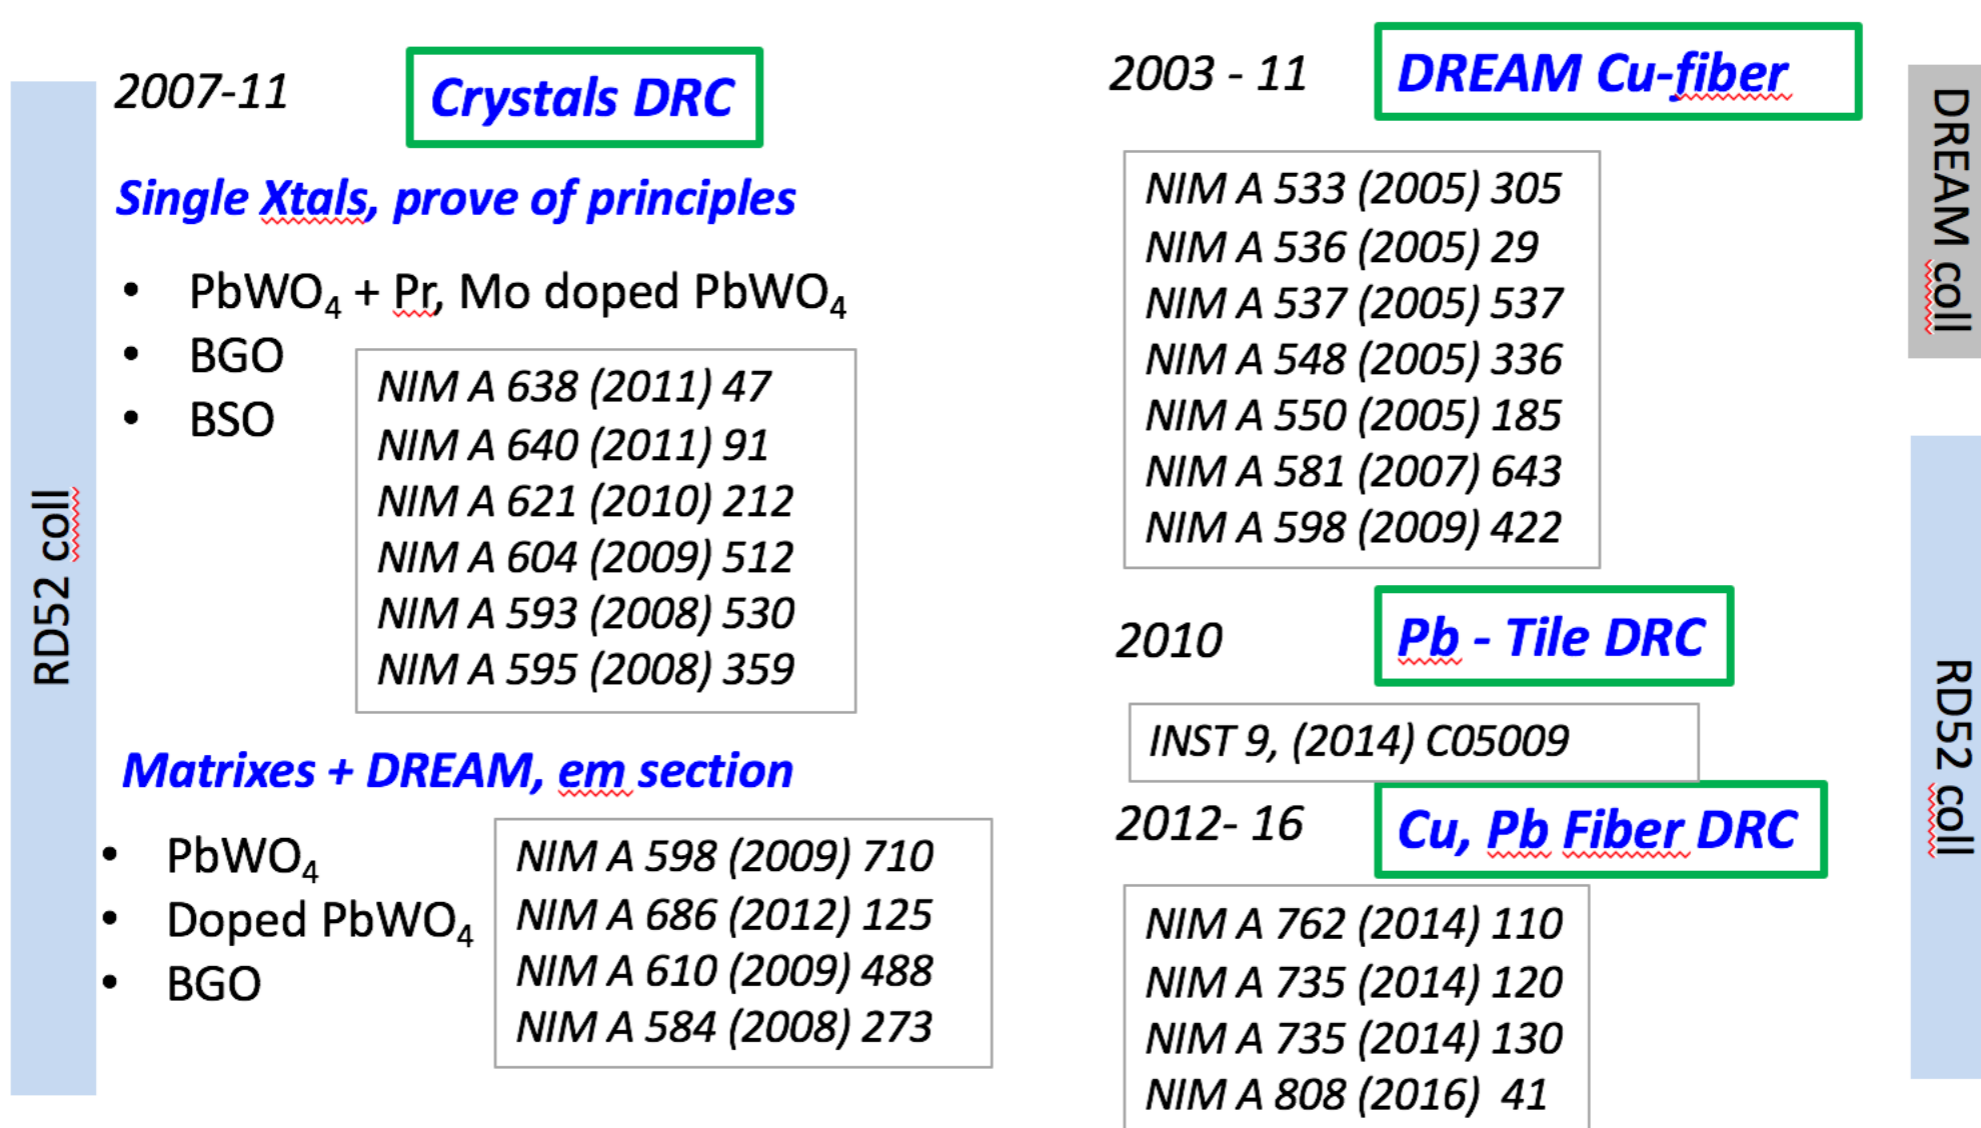 RD52 coll
2007-11
Crystals DRC
Single Xtals, prove of principles
• PbWO₄ + Pr, Mo doped PbWO₄
• BGO
• BSO
NIM A 638 (2011) 47
NIM A 640 (2011) 91
NIM A 621 (2010) 212
NIM A 604 (2009) 512
NIM A 593 (2008) 530
NIM A 595 (2008) 359
Matrixes + DREAM, em section
• PbWO₄
• Doped PbWO₄
• BGO
NIM A 598 (2009) 710
NIM A 686 (2012) 125
NIM A 610 (2009) 488
NIM A 584 (2008) 273
2003 - 11
DREAM Cu-fiber
NIM A 533 (2005) 305
NIM A 536 (2005) 29
NIM A 537 (2005) 537
NIM A 548 (2005) 336
NIM A 550 (2005) 185
NIM A 581 (2007) 643
NIM A 598 (2009) 422
DREAM coll
2010
Pb - Tile DRC
INST 9, (2014) C05009
2012- 16
Cu, Pb Fiber DRC
NIM A 762 (2014) 110
NIM A 735 (2014) 120
NIM A 735 (2014) 130
NIM A 808 (2016) 41
RD52 coll